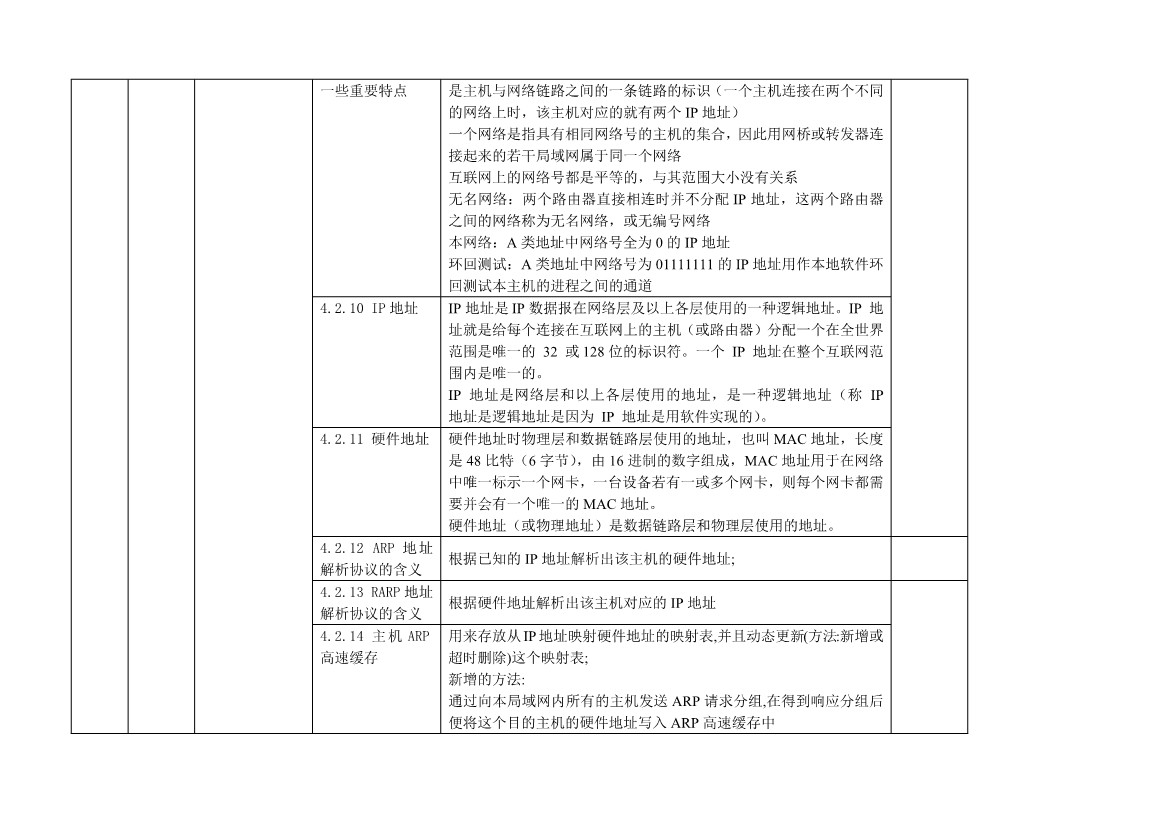 一些重要特点
是主机与网络链路之间的一条链路的标识（一个主机连接在两个不同
的网络上时，该主机对应的就有两个 IP 地址）
一个网络是指具有相同网络号的主机的集合，因此用网桥或转发器连
接起来的若干局域网属于同一个网络
互联网上的网络号都是平等的，与其范围大小没有关系
无名网络：两个路由器直接相连时并不分配 IP 地址，这两个路由器
之间的网络称为无名网络，或无编号网络
本网络：A 类地址中网络号全为 0 的 IP 地址
环回测试：A 类地址中网络号为 01111111 的 IP 地址用作本地软件环
回测试本主机的进程之间的通道
4.2.10 IP 地址
IP 地址是 IP 数据报在网络层及以上各层使用的一种逻辑地址。IP 地
址就是给每个连接在互联网上的主机（或路由器）分配一个在全世界
范围是唯一的 32 或 128 位的标识符。一个 IP 地址在整个互联网范
围内是唯一的。
IP 地址是网络层和以上各层使用的地址，是一种逻辑地址（称 IP
地址是逻辑地址是因为 IP 地址是用软件实现的）。
4.2.11 硬件地址
硬件地址时物理层和数据链路层使用的地址，也叫 MAC 地址，长度
是 48 比特（6 字节），由 16 进制的数字组成，MAC 地址用于在网络
中唯一标示一个网卡，一台设备若有一或多个网卡，则每个网卡都需
要并会有一个唯一的 MAC 地址。
硬件地址（或物理地址）是数据链路层和物理层使用的地址。
4.2.12 ARP 地址
解析协议的含义
根据已知的 IP 地址解析出该主机的硬件地址;
4.2.13 RARP 地址
解析协议的含义
根据硬件地址解析出该主机对应的 IP 地址
4.2.14 主机 ARP
高速缓存
用来存放从 IP 地址映射硬件地址的映射表,并且动态更新(方法:新增或
超时删除)这个映射表;
新增的方法:
通过向本局域网内所有的主机发送 ARP 请求分组,在得到响应分组后
便将这个目的主机的硬件地址写入 ARP 高速缓存中